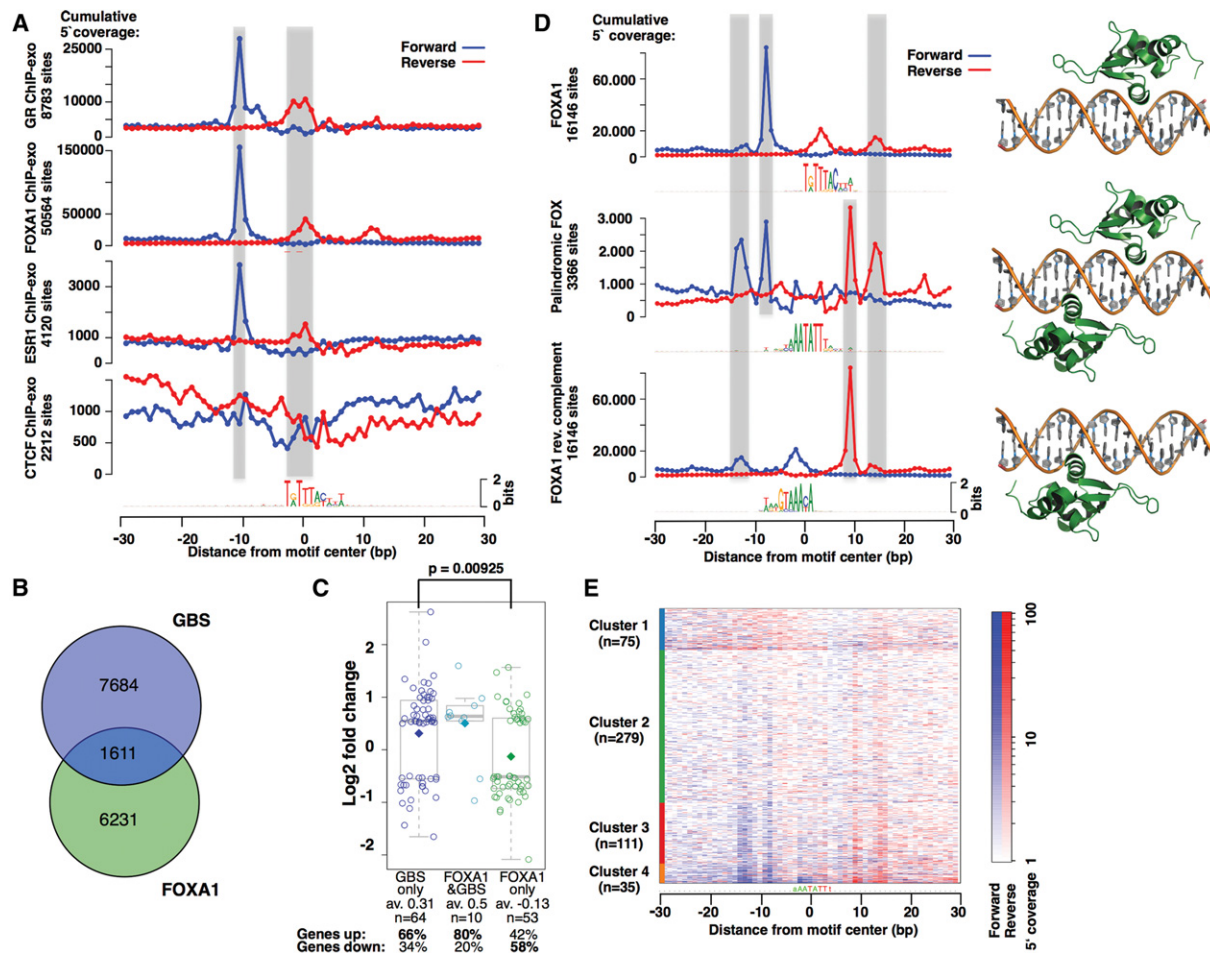 A
Cumulative
5`coverage:
Forward
Reverse
GR ChIP-exo
8783 sites
25000
10000
0
FOXA1 ChIP-exo
50564 sites
150000
50000
0
ESR1 ChIP-exo
4120 sites
3000
1000
0
CTCF ChIP-exo
2212 sites
1000
500
0
2
0
bits
-30
-20
-10
0
10
20
30
Distance from motif center (bp)
D
Cumulative
5`coverage:
Forward
Reverse
FOXA1
16146 sites
60.000
20.000
0
Palindromic FOX
3366 sites
3.000
2.000
1.000
0
AATATT
FOXA1 rev. complement
16146 sites
60.000
20.000
0
2
0
bits
-30
-20
-10
0
10
20
30
Distance from motif center (bp)
B
GBS
7684
1611
6231
FOXA1
C
p = 0.00925
Log2 fold change
2
1
0
-1
-2
GBS only av. 0.31 n=64
FOXA1 &GBS av. 0.5 n=10
FOXA1 only av. -0.13 n=53
Genes up: 66% 80% 42%
Genes down: 34% 20% 58%
E
Cluster 1
(n=75)
Cluster 2
(n=279)
Cluster 3
(n=111)
Cluster 4
(n=35)
aAATATTt
-30
-20
-10
0
10
20
30
Distance from motif center (bp)
100
10
1
Forward
Reverse
5' coverage